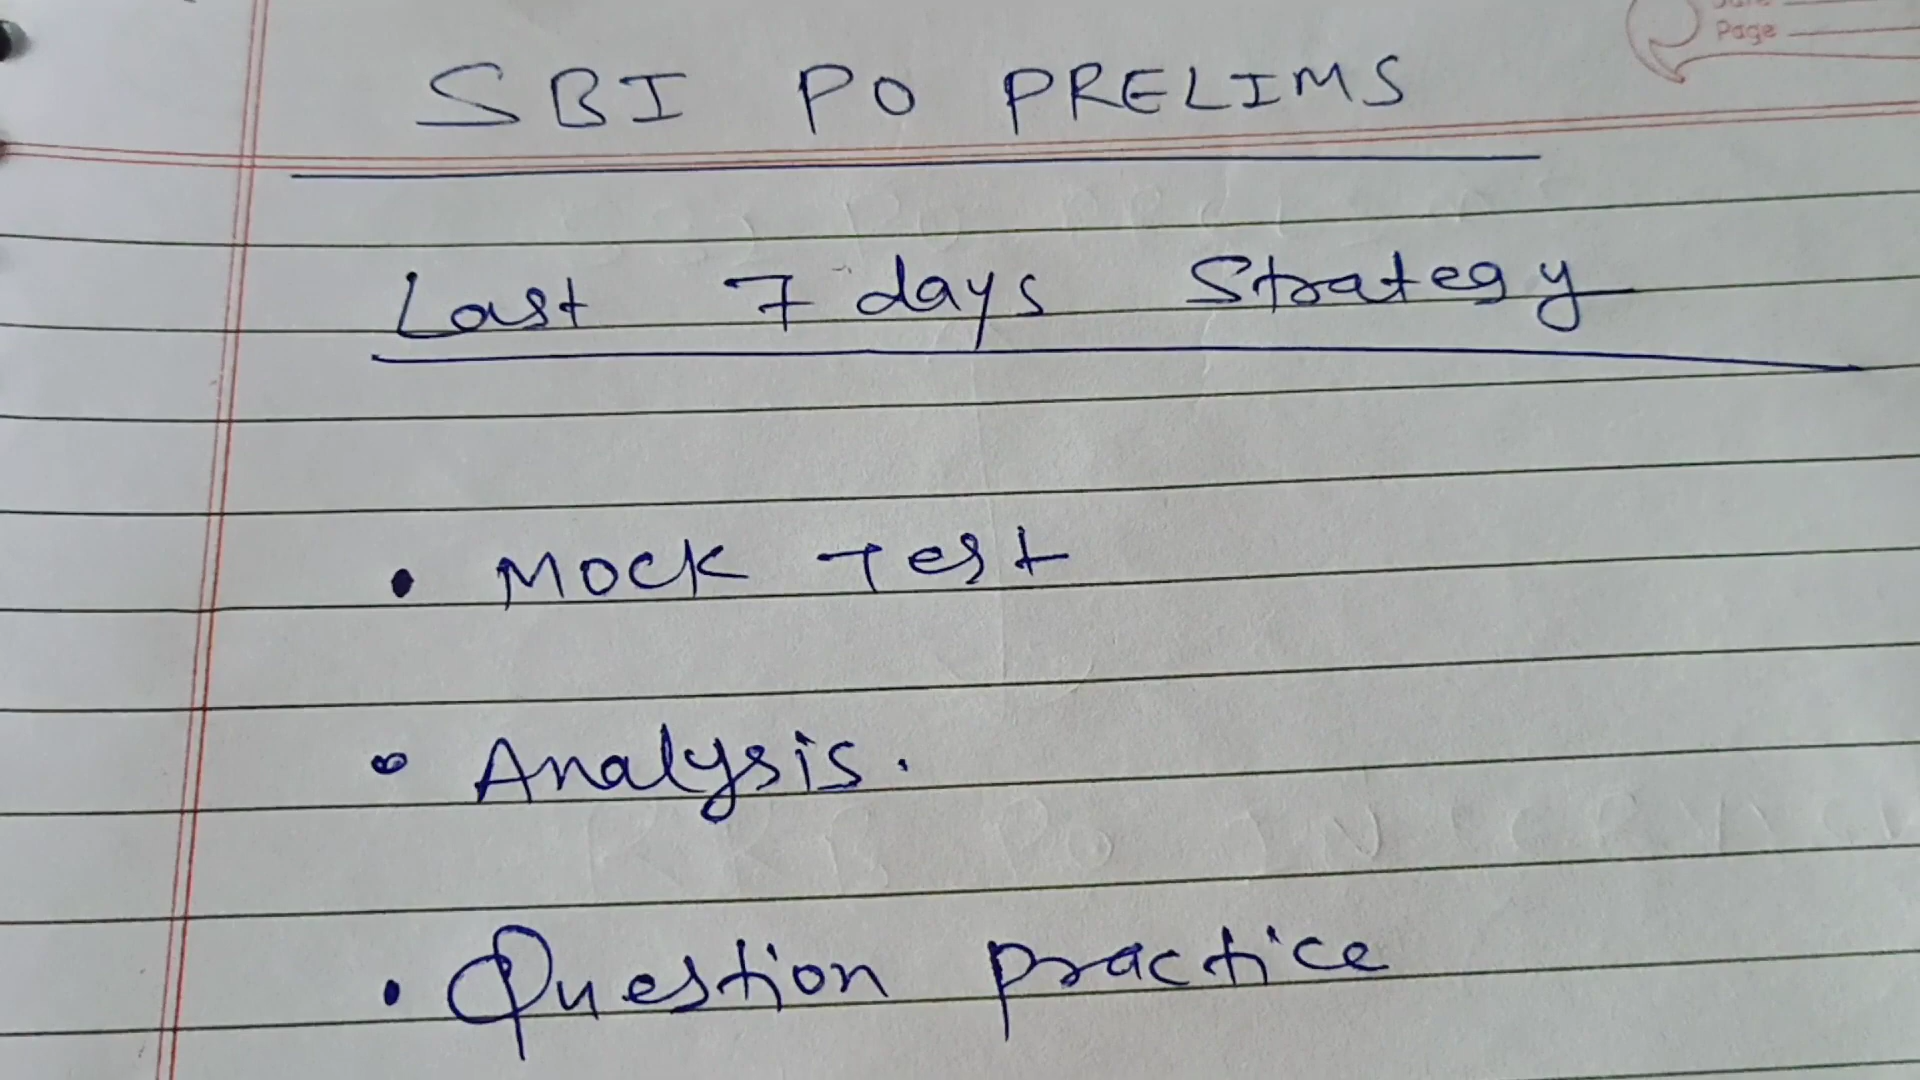 Page
SBI PO PRELIMS
Last 7 days Strategy
• Mock Test
• Analysis.
• Question practice